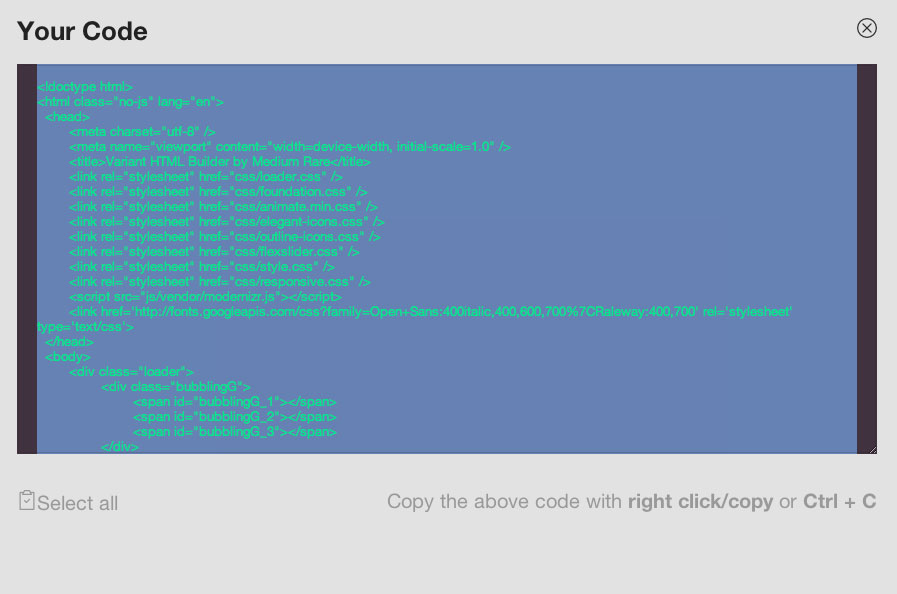 Your Code
<!doctype html>
<html class="no-js" lang="en">
<head>
<meta charset="utf-8" />
<meta name="viewport" content="width=device-width, initial-scale=1.0" />
<title>Variant HTML Builder by Medium Rare</title>
<link rel="stylesheet" href="css/loader.css" />
<link rel="stylesheet" href="css/foundation.css" />
<link rel="stylesheet" href="css/animate.min.css" />
<link rel="stylesheet" href="css/elegant-icons.css" />
<link rel="stylesheet" href="css/outline-icons.css" />
<link rel="stylesheet" href="css/flexslider.css" />
<link rel="stylesheet" href="css/style.css" />
<link rel="stylesheet" href="css/responsive.css" />
<script src="js/vendor/modernizr.js"></script>
<link href='http://fonts.googleapis.com/css?family=Open+Sans:400italic,400,600,700%7CRaleway:400,700' rel='stylesheet'
type='text/css'>
</head>
<body>
<div class="loader">
<div class="bubblingG">
<span id="bubblingG_1"></span>
<span id="bubblingG_2"></span>
<span id="bubblingG_3"></span>
</div>
Select all
Copy the above code with right click/copy or Ctrl + C